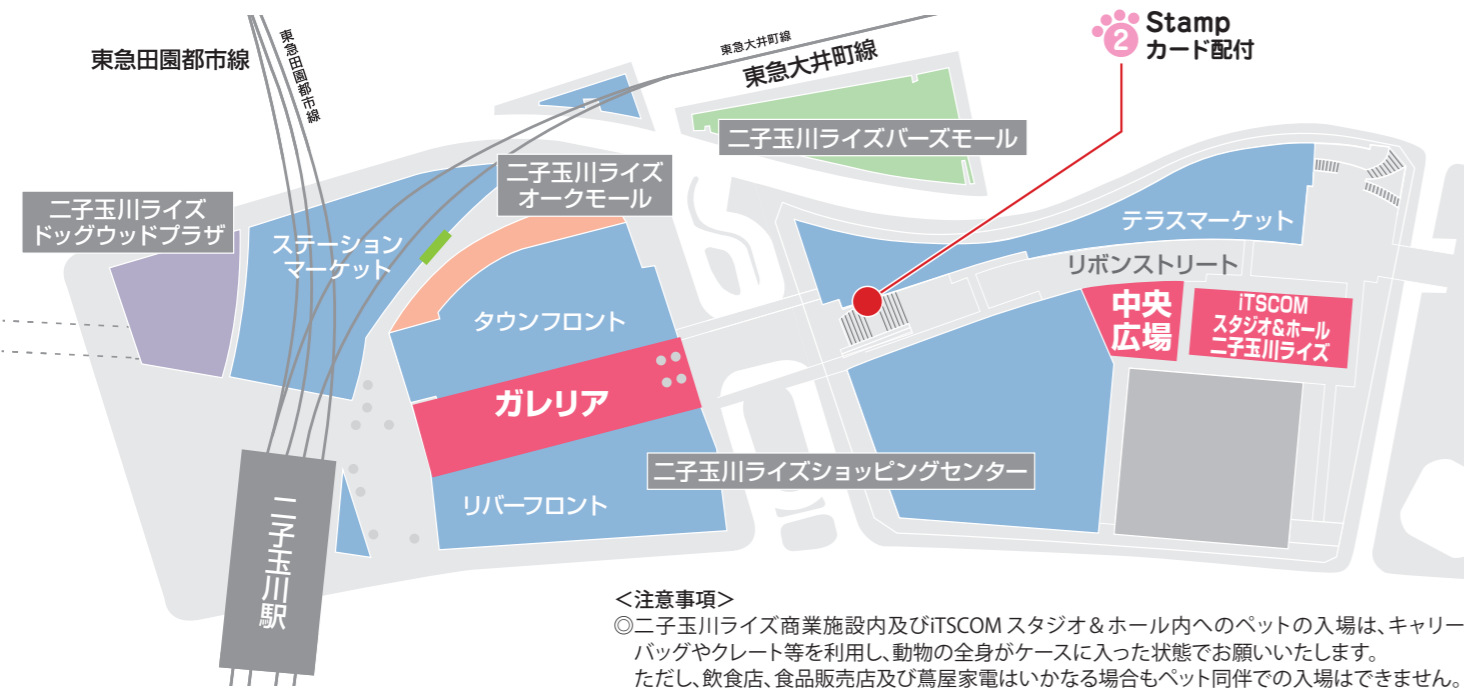 東急田園都市線
東急田園都市線
東急大井町線
東急大井町線
2
Stamp
カード配付
二子玉川ライズバーズモール
二子玉川ライズ
オークモール
二子玉川ライズ
ドッグウッドプラザ
ステーション
マーケット
テラスマーケット
リボンストリート
タウンフロント
中央
広場
iTSCOM
スタジオ&ホール
二子玉川ライズ
ガレリア
二子玉川ライズショッピングセンター
リバーフロント
二子玉川駅
＜注意事項＞
◎二子玉川ライズ商業施設内及びiTSCOM スタジオ＆ホール内へのペットの入場は、キャリー
バッグやクレート等を利用し、動物の全身がケースに入った状態でお願いいたします。
ただし、飲食店、食品販売店及び蔦屋家電はいかなる場合もペット同伴での入場はできません。